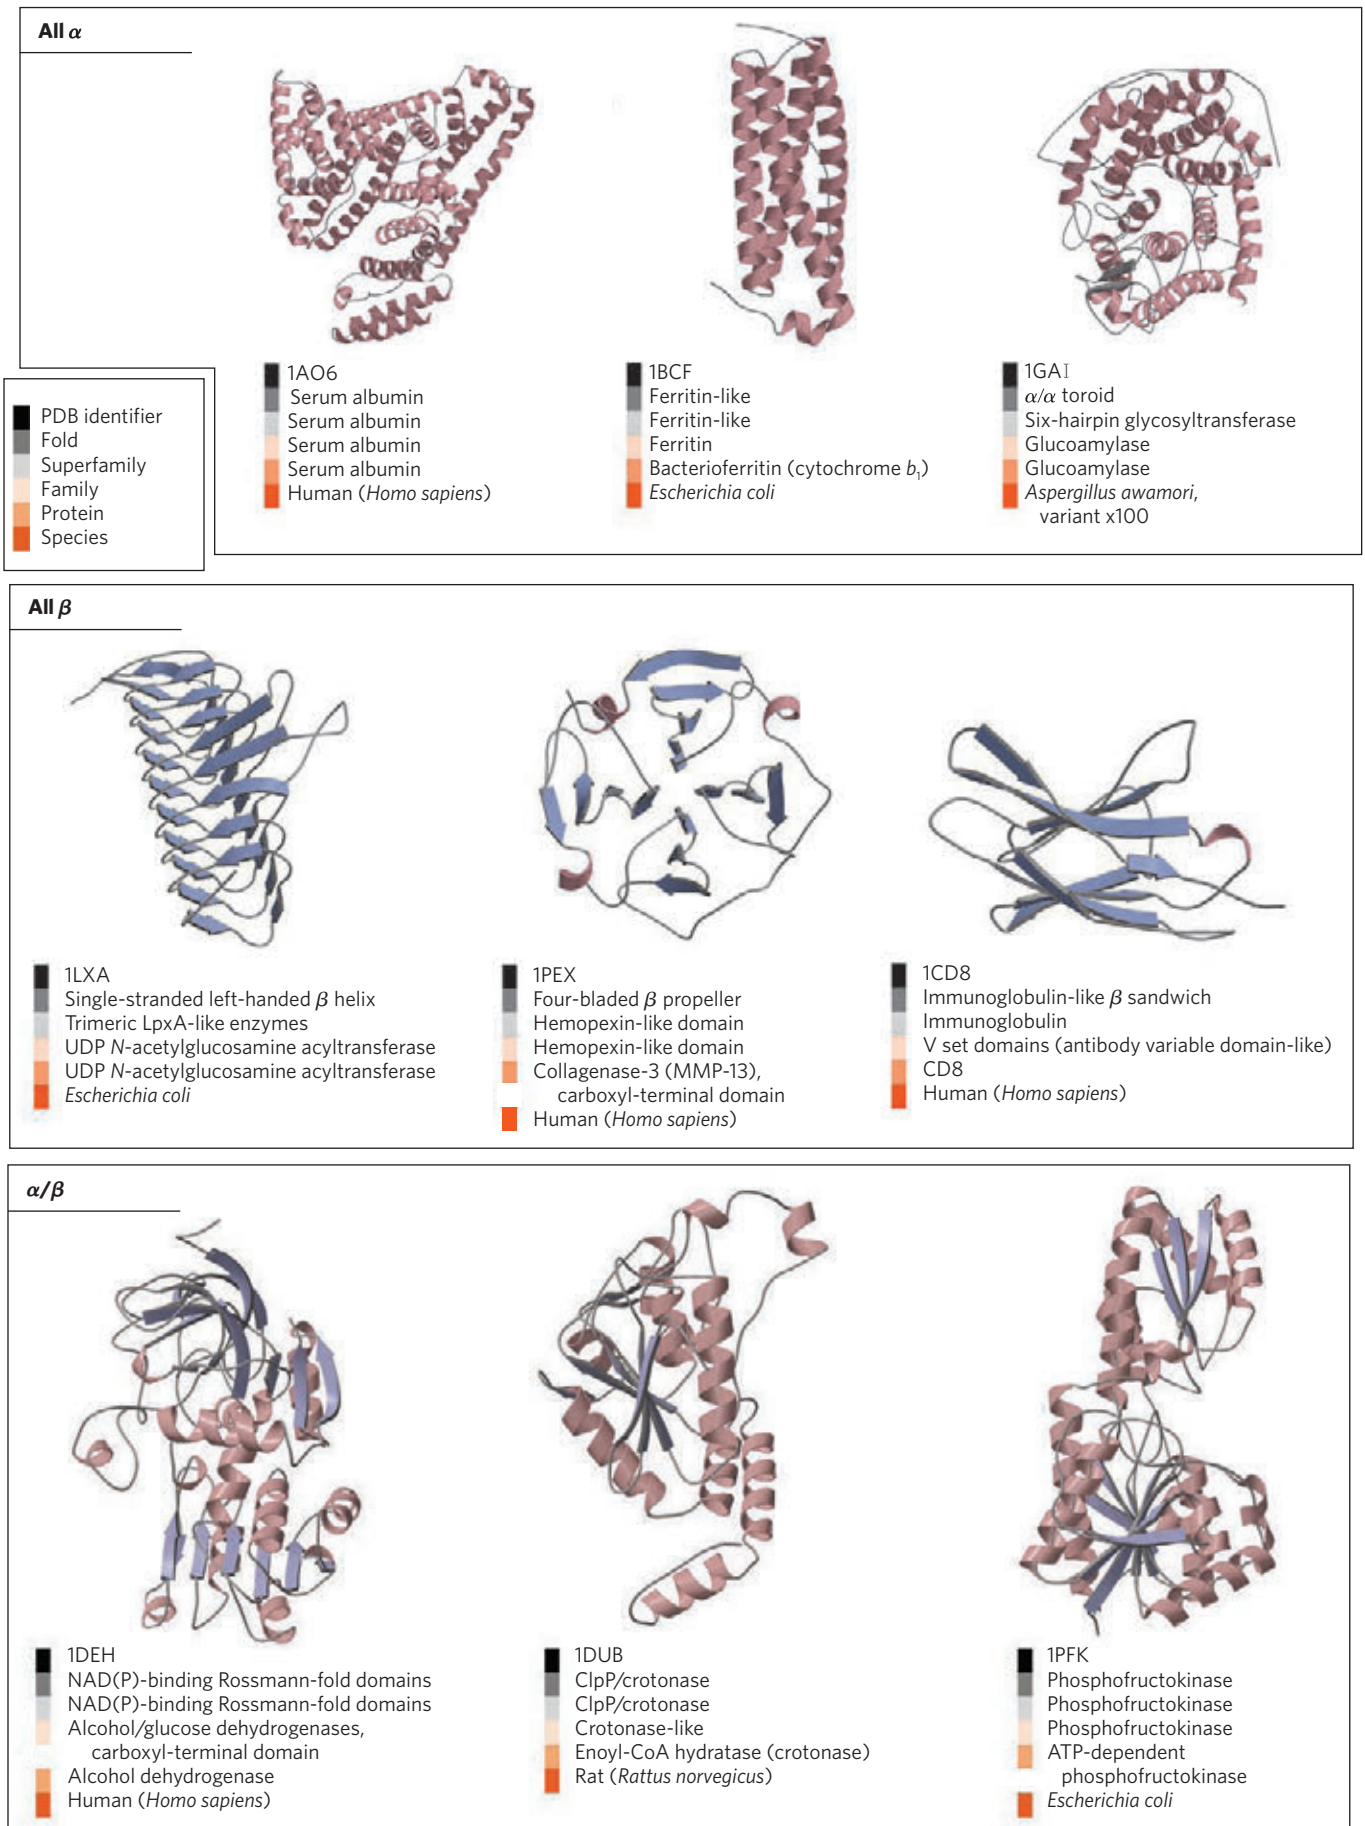 All α
1AO6
Serum albumin
Serum albumin
Serum albumin
Serum albumin
Human (Homo sapiens)
1BCF
Ferritin-like
Ferritin-like
Ferritin
Bacterioferritin (cytochrome b₁)
Escherichia coli
1GAI
α/α toroid
Six-hairpin glycosyltransferase
Glucoamylase
Glucoamylase
Aspergillus awamori,
variant x100
PDB identifier
Fold
Superfamily
Family
Protein
Species
All β
1LXA
Single-stranded left-handed β helix
Trimeric LpxA-like enzymes
UDP N-acetylglucosamine acyltransferase
UDP N-acetylglucosamine acyltransferase
Escherichia coli
1PEX
Four-bladed β propeller
Hemopexin-like domain
Hemopexin-like domain
Collagenase-3 (MMP-13),
carboxyl-terminal domain
Human (Homo sapiens)
1CD8
Immunoglobulin-like β sandwich
Immunoglobulin
V set domains (antibody variable domain-like)
CD8
Human (Homo sapiens)
α/β
1DEH
NAD(P)-binding Rossmann-fold domains
NAD(P)-binding Rossmann-fold domains
Alcohol/glucose dehydrogenases,
carboxyl-terminal domain
Alcohol dehydrogenase
Human (Homo sapiens)
1DUB
ClpP/crotonase
ClpP/crotonase
Crotonase-like
Enoyl-CoA hydratase (crotonase)
Rat (Rattus norvegicus)
1PFK
Phosphofructokinase
Phosphofructokinase
Phosphofructokinase
ATP-dependent
phosphofructokinase
Escherichia coli